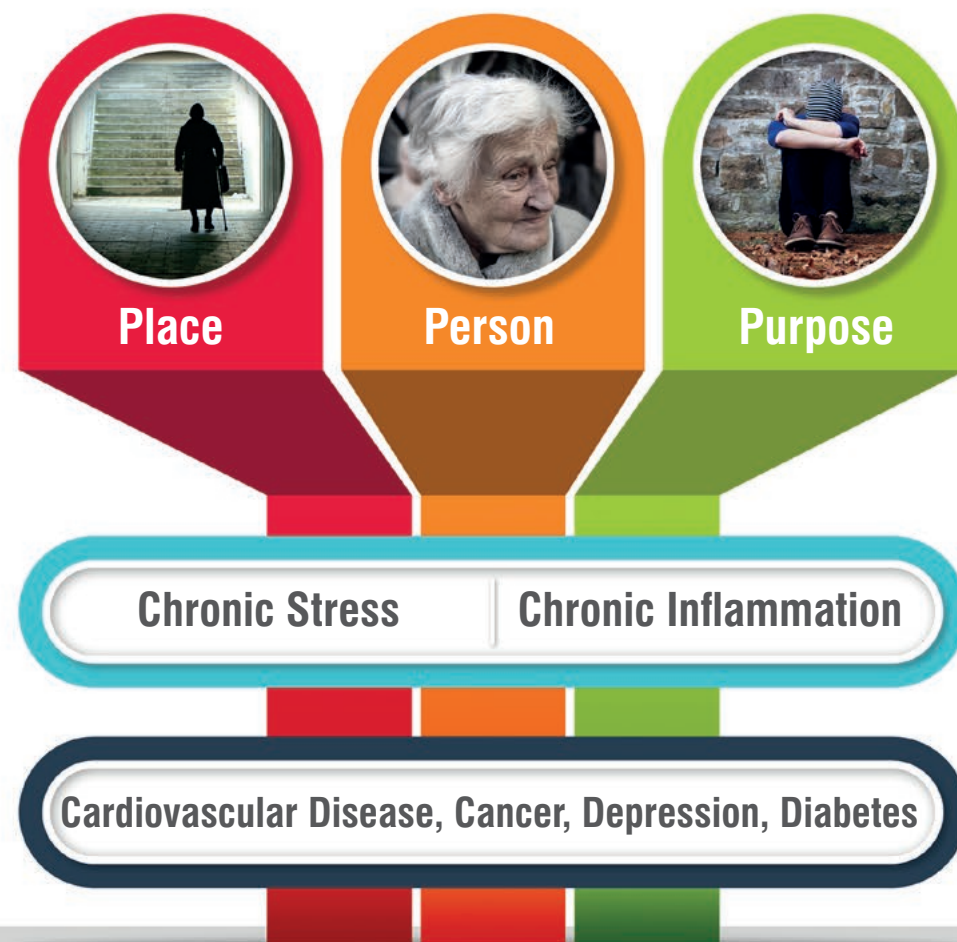 Place
Person
Purpose
Chronic Stress
Chronic Inflammation
Cardiovascular Disease, Cancer, Depression, Diabetes